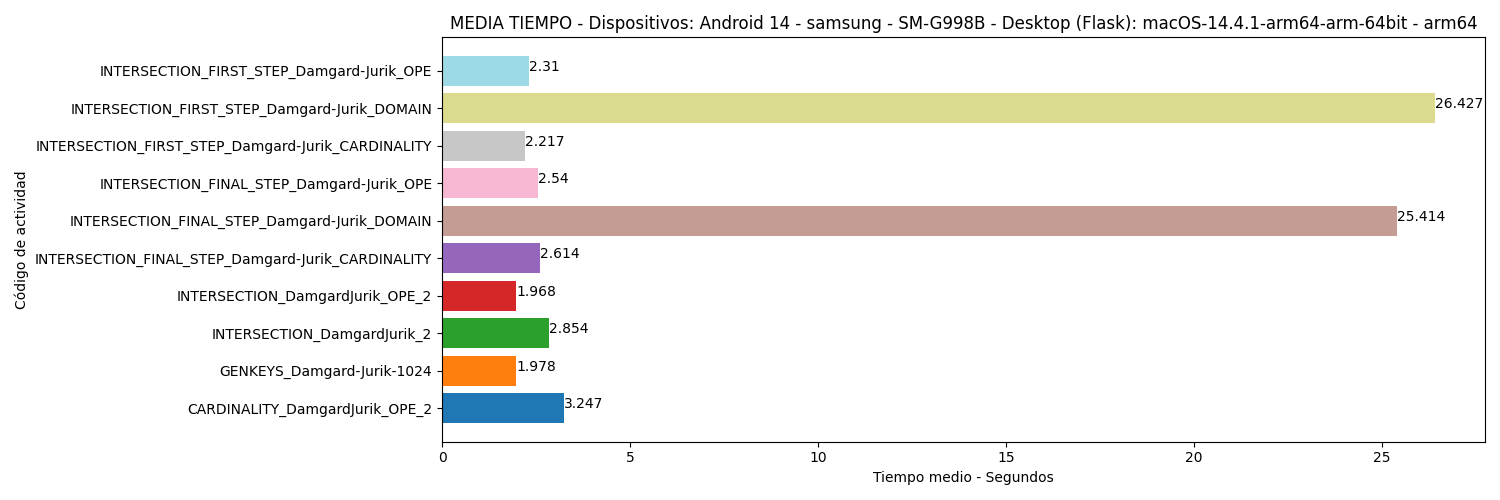 MEDIA TIEMPO - Dispositivos: Android 14 - samsung - SM-G998B - Desktop (Flask): macOS-14.4.1-arm64-arm-64bit - arm64
Código de actividad
INTERSECTION_FIRST_STEP_Damgard-Jurik_OPE 2.31
INTERSECTION_FIRST_STEP_Damgard-Jurik_DOMAIN 26.427
INTERSECTION_FIRST_STEP_Damgard-Jurik_CARDINALITY 2.217
INTERSECTION_FINAL_STEP_Damgard-Jurik_OPE 2.54
INTERSECTION_FINAL_STEP_Damgard-Jurik_DOMAIN 25.414
INTERSECTION_FINAL_STEP_Damgard-Jurik_CARDINALITY 2.614
INTERSECTION_DamgardJurik_OPE_2 1.968
INTERSECTION_DamgardJurik_2 2.854
GENKEYS_Damgard-Jurik-1024 1.978
CARDINALITY_DamgardJurik_OPE_2 3.247
0 5 10 15 20 25
Tiempo medio - Segundos